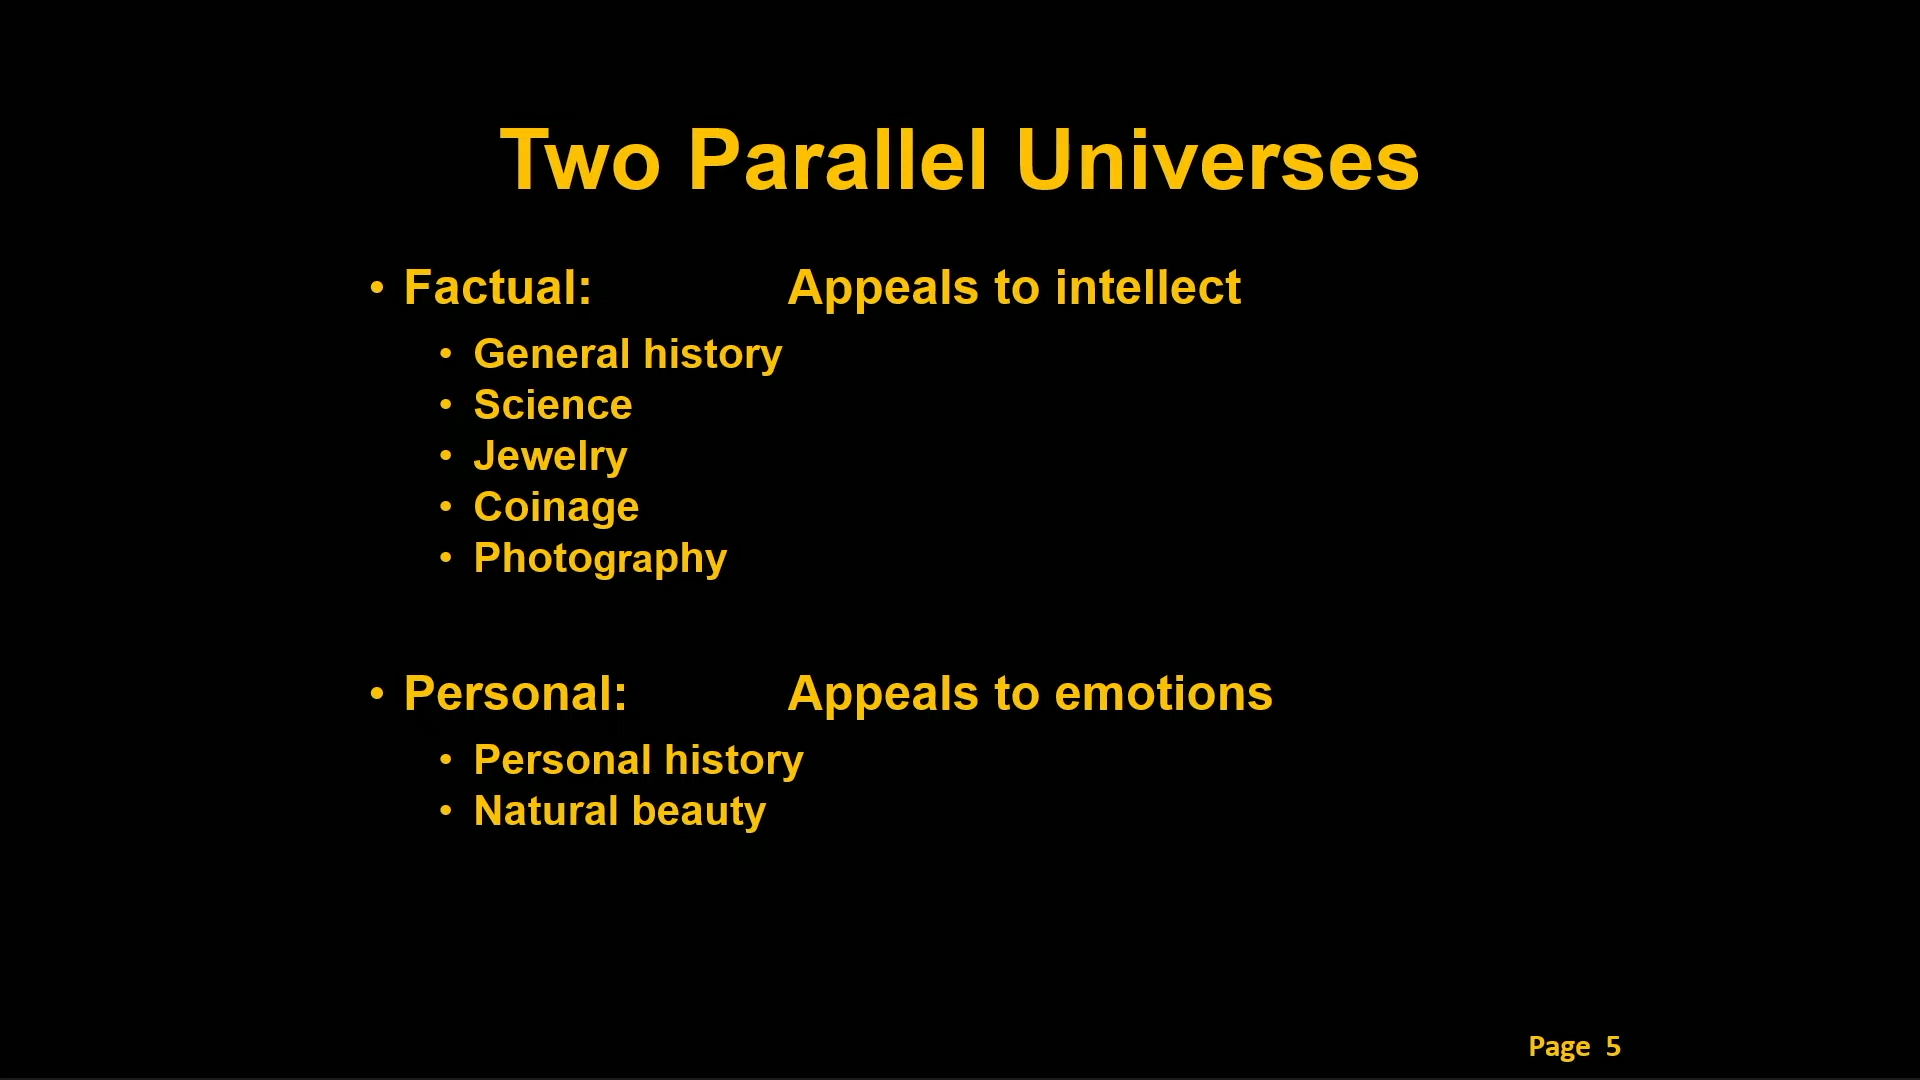 Two Parallel Universes
• Factual: Appeals to intellect
• General history
• Science
• Jewelry
• Coinage
• Photography
• Personal: Appeals to emotions
• Personal history
• Natural beauty
Page 5